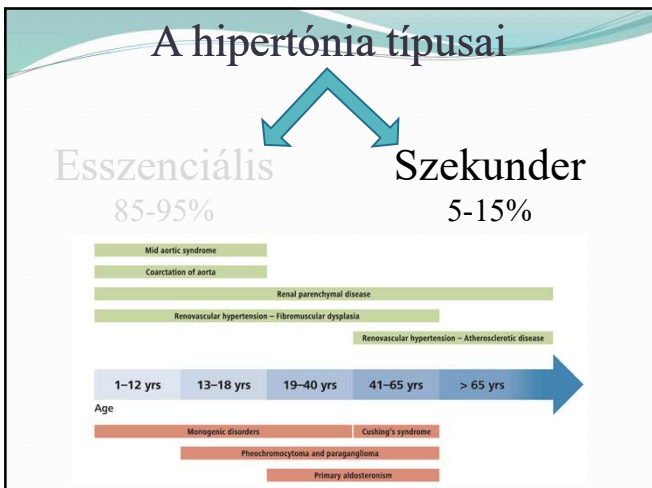 A hipertónia típusai
Esszenciális
85-95%
Szekunder
5-15%
Mid aortic syndrome
Coarctation of aorta
Renal parenchymal disease
Renovascular hypertension – Fibromuscular dysplasia
Renovascular hypertension – Atherosclerotic disease
1–12 yrs 13–18 yrs 19–40 yrs 41–65 yrs > 65 yrs
Age
Monogenic disorders Cushing's syndrome
Pheochromocytoma and paraganglioma
Primary aldosteronism